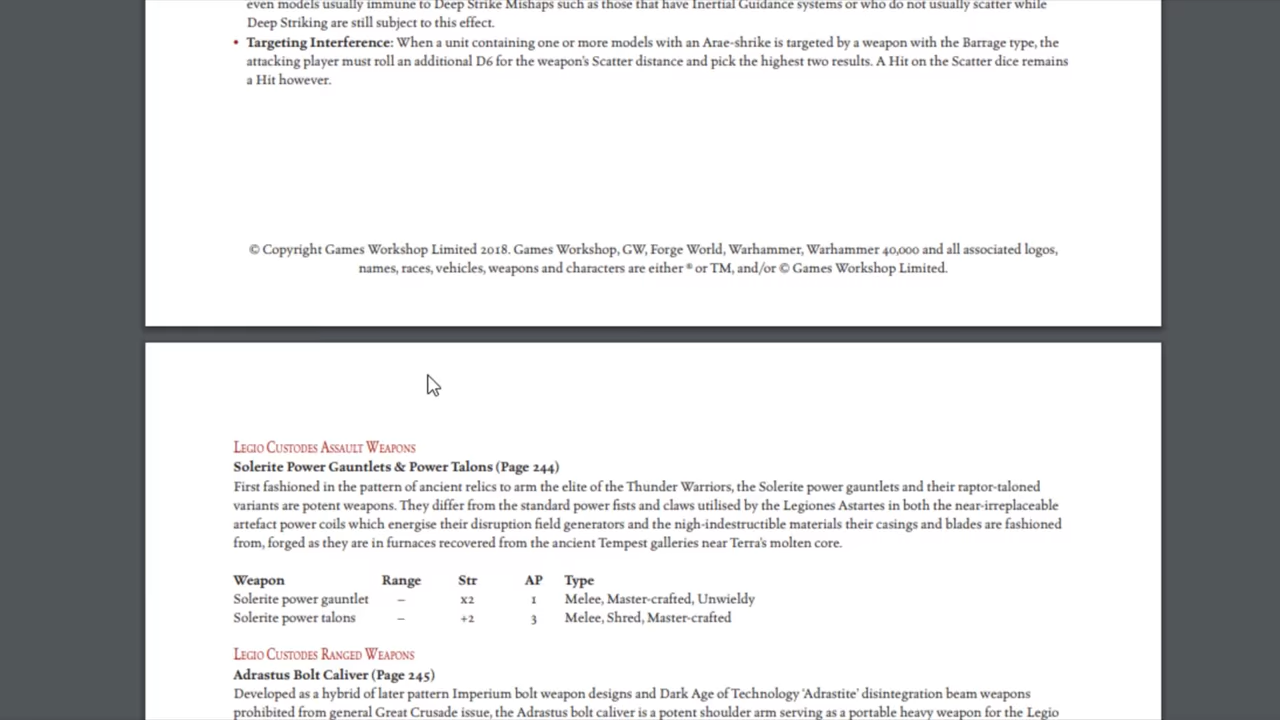 even models usually immune to Deep Strike Mishaps such as those that have Inertial Guidance systems or who do not usually scatter while
Deep Striking are still subject to this effect.
• Targeting Interference: When a unit containing one or more models with an Arae-shrike is targeted by a weapon with the Barrage type, the
attacking player must roll an additional D6 for the weapon's Scatter distance and pick the highest two results. A Hit on the Scatter dice remains
a Hit however.
© Copyright Games Workshop Limited 2018. Games Workshop, GW, Forge World, Warhammer, Warhammer 40,000 and all associated logos,
names, races, vehicles, weapons and characters are either ® or TM, and/or © Games Workshop Limited.
Legio Custodes Assault Weapons
Solerite Power Gauntlets & Power Talons (Page 244)
First fashioned in the pattern of ancient relics to arm the elite of the Thunder Warriors, the Solerite power gauntlets and their raptor-taloned
variants are potent weapons. They differ from the standard power fists and claws utilised by the Legiones Astartes in both the near-irreplaceable
artefact power coils which energise their disruption field generators and the nigh-indestructible materials their casings and blades are fashioned
from, forged as they are in furnaces recovered from the ancient Tempest galleries near Terra's molten core.
Weapon Range Str AP Type
Solerite power gauntlet – x2 1 Melee, Master-crafted, Unwieldy
Solerite power talons – +2 3 Melee, Shred, Master-crafted
Legio Custodes Ranged Weapons
Adrastus Bolt Caliver (Page 245)
Developed as a hybrid of later pattern Imperium bolt weapon designs and Dark Age of Technology 'Adrastite' disintegration beam weapons
prohibited from general Great Crusade issue, the Adrastus bolt caliver is a potent shoulder arm serving as a portable heavy weapon for the Legio